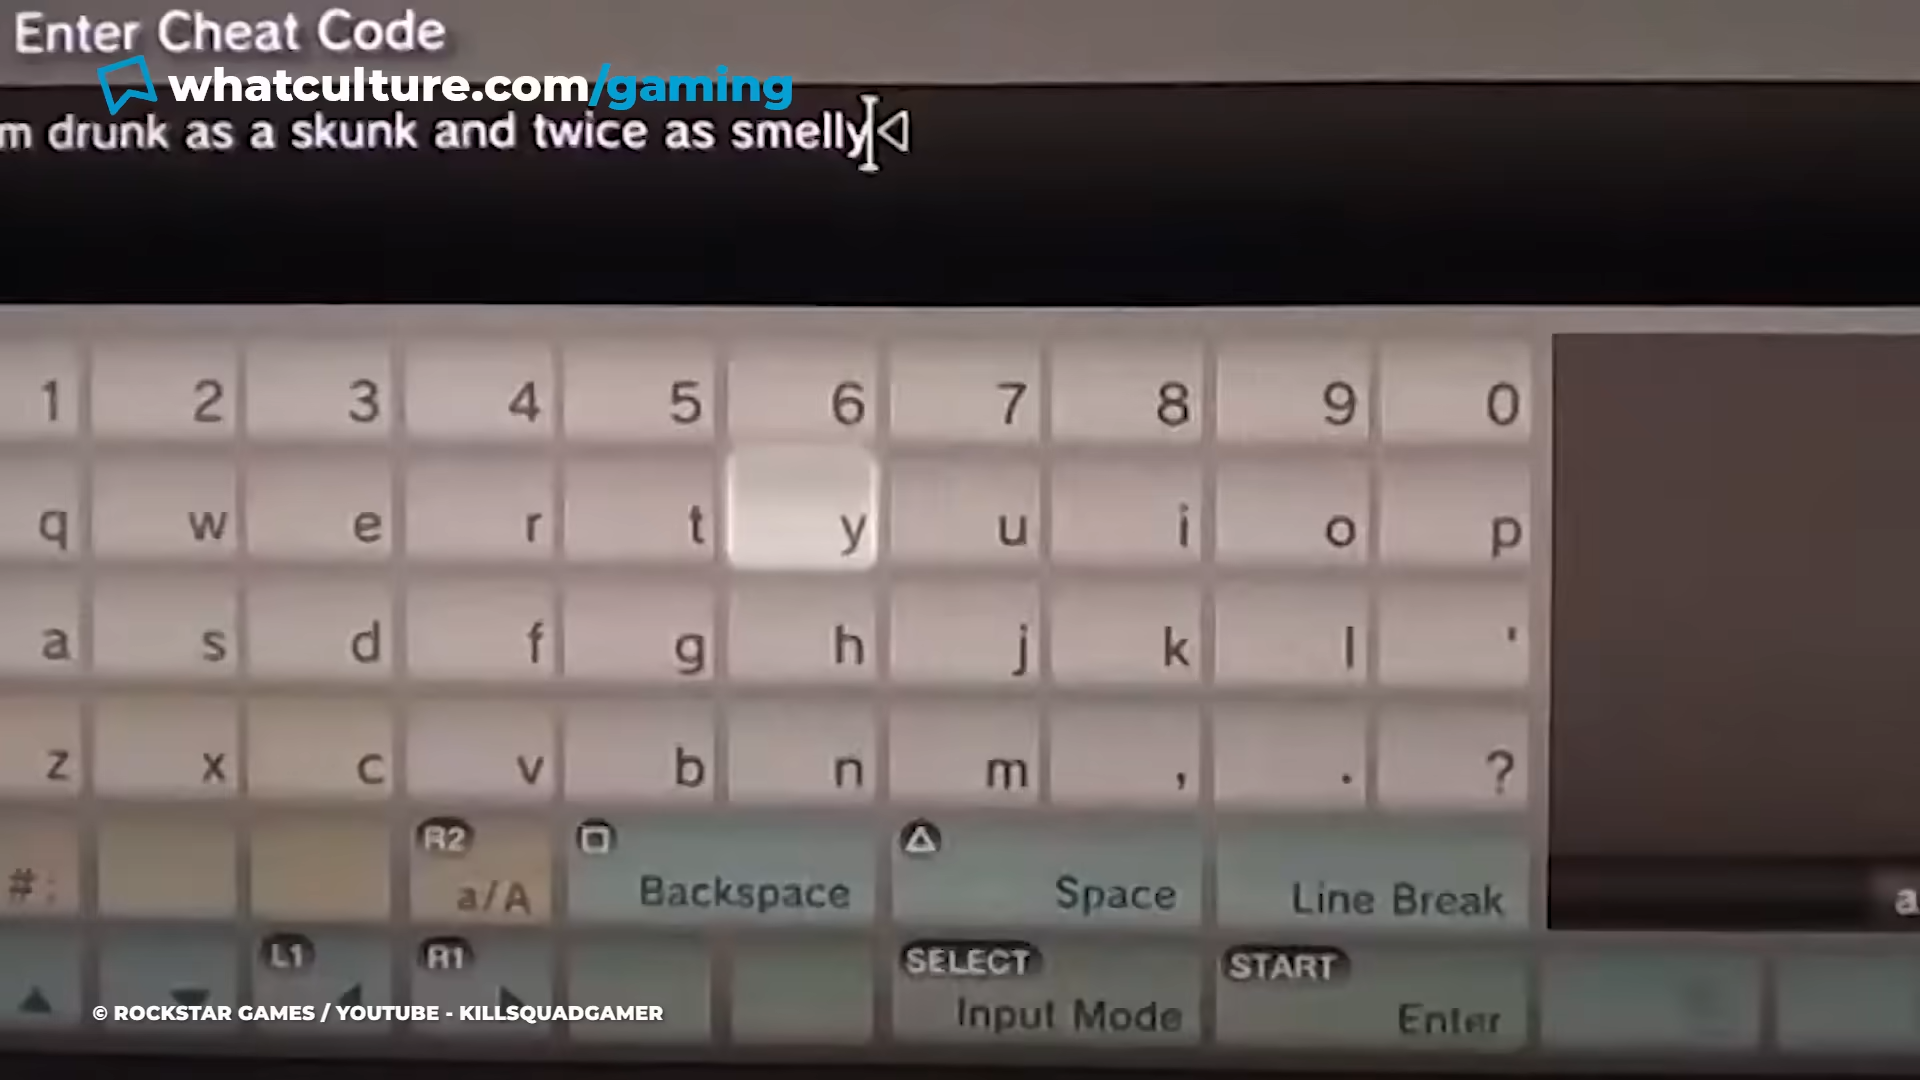 Enter Cheat Code
whatculture.com/gaming
m drunk as a skunk and twice as smelly
1 2 3 4 5 6 7 8 9 0
q w e r t y u i o p
a s d f g h j k l '
z x c v b n m , . ?
#: R2 a/A Backspace Space Line Break
L1 R1 SELECT Input Mode START Enter
a
© ROCKSTAR GAMES / YOUTUBE - KILLSQUADGAMER